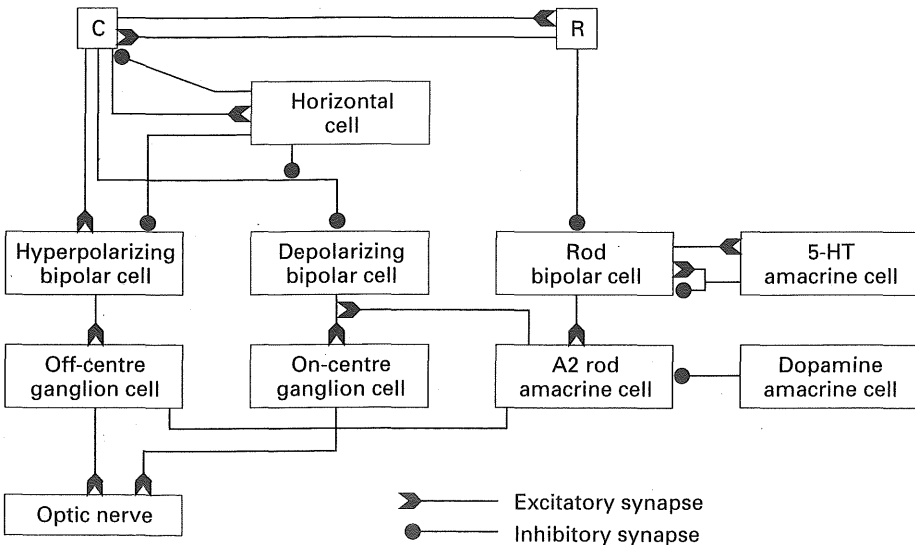 C
R
Horizontal
cell
Hyperpolarizing
bipolar cell
Depolarizing
bipolar cell
Rod
bipolar cell
5-HT
amacrine cell
Off-centre
ganglion cell
On-centre
ganglion cell
A2 rod
amacrine cell
Dopamine
amacrine cell
Optic nerve
Excitatory synapse
Inhibitory synapse